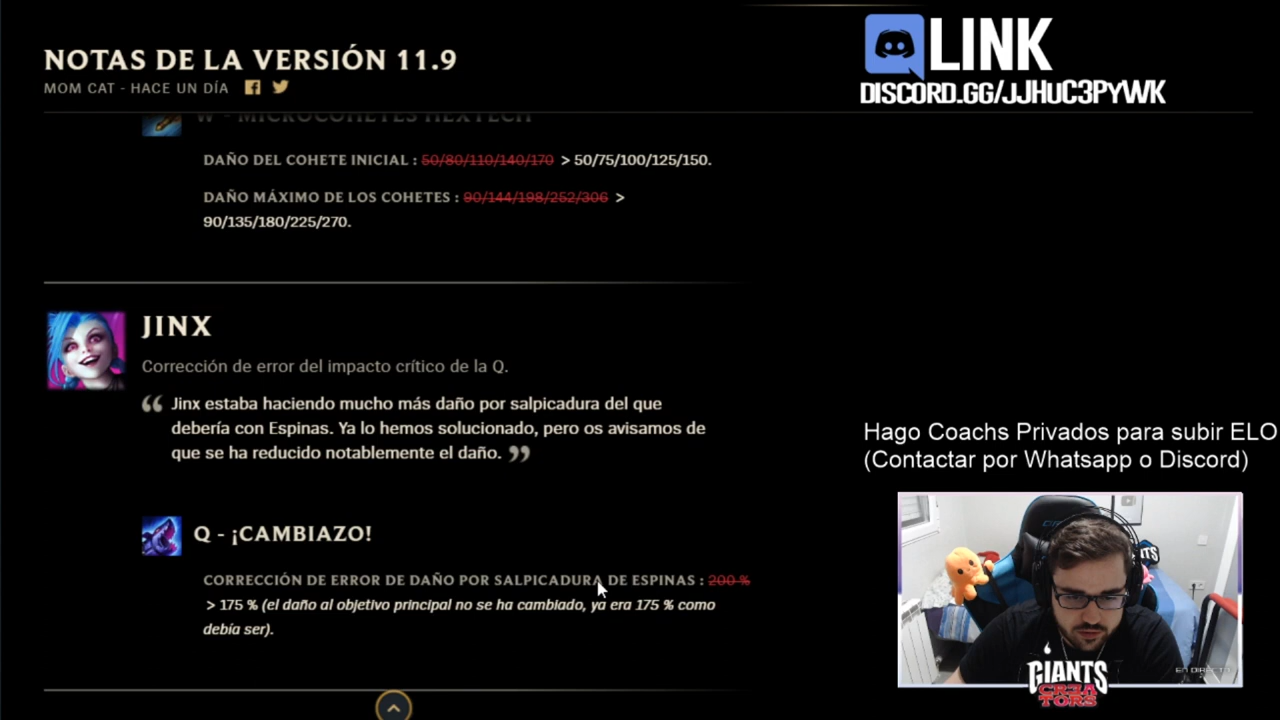 NOTAS DE LA VERSIÓN 11.9
MOM CAT - HACE UN DÍA
LINK
DISCORD.GG/JJHUC3PYWK
W - MICROCOHETES HEXTECH
DAÑO DEL COHETE INICIAL : 50/80/110/140/170 > 50/75/100/125/150.
DAÑO MÁXIMO DE LOS COHETES : 90/144/198/252/306 >
90/135/180/225/270.
JINX
Corrección de error del impacto crítico de la Q.
“ Jinx estaba haciendo mucho más daño por salpicadura del que
debería con Espinas. Ya lo hemos solucionado, pero os avisamos de
que se ha reducido notablemente el daño. ”
Q - ¡CAMBIAZO!
CORRECCIÓN DE ERROR DE DAÑO POR SALPICADURA DE ESPINAS : 200 %
> 175 % (el daño al objetivo principal no se ha cambiado, ya era 175 % como
debía ser).
Hago Coachs Privados para subir ELO
(Contactar por Whatsapp o Discord)
GIANTS
CREA
TORS
EN DIRECTO